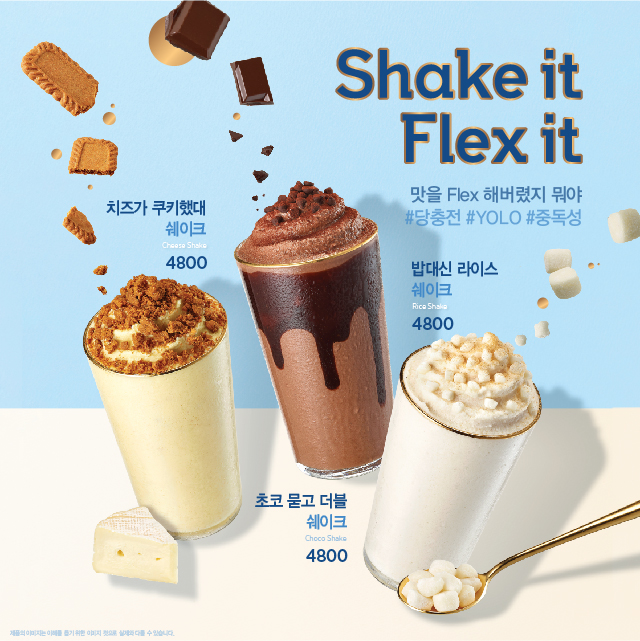 Shake it
Flex it
맛을 Flex 해버렸지 뭐야
#당충전 #YOLO #중독성
치즈가 쿠키했대
쉐이크
Cheeze Shake
4800
밥대신 라이스
쉐이크
Rice Shake
4800
초코 묻고 더블
쉐이크
Choco Shake
4800